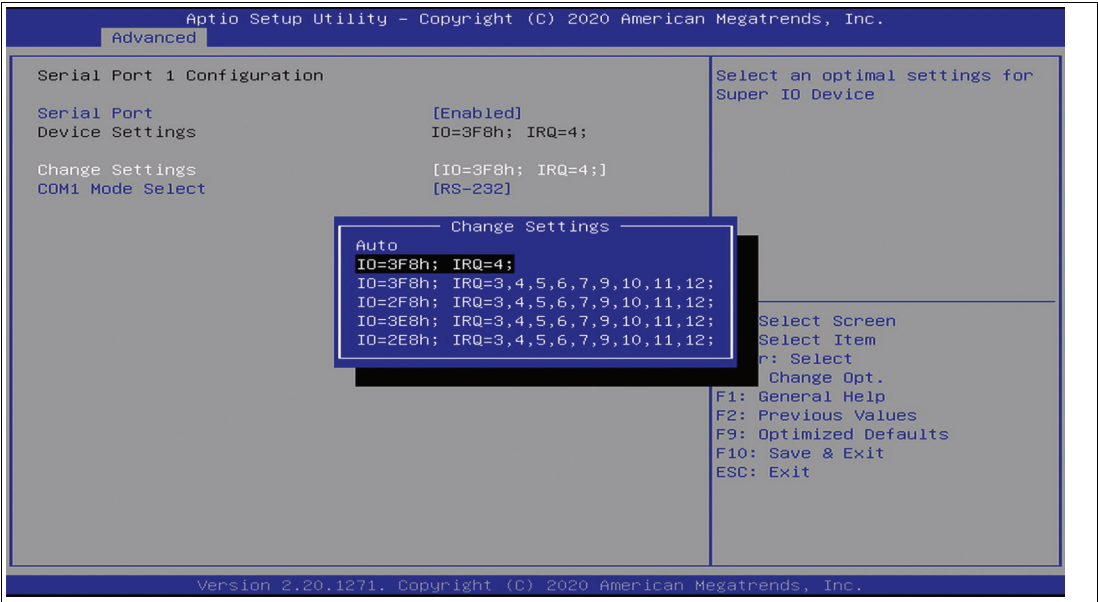 Aptio Setup Utility – Copyright (C) 2020 American Megatrends, Inc.
Advanced
Serial Port 1 Configuration
Serial Port [Enabled]
Device Settings IO=3F8h; IRQ=4;
Change Settings [IO=3F8h; IRQ=4;]
COM1 Mode Select [RS-232]
Select an optimal settings for
Super IO Device
Change Settings
Auto
IO=3F8h; IRQ=4;
IO=3F8h; IRQ=3,4,5,6,7,9,10,11,12;
IO=2F8h; IRQ=3,4,5,6,7,9,10,11,12;
IO=3E8h; IRQ=3,4,5,6,7,9,10,11,12;
IO=2E8h; IRQ=3,4,5,6,7,9,10,11,12;
Select Screen
Select Item
r: Select
Change Opt.
F1: General Help
F2: Previous Values
F9: Optimized Defaults
F10: Save & Exit
ESC: Exit
Version 2.20.1271. Copyright (C) 2020 American Megatrends, Inc.